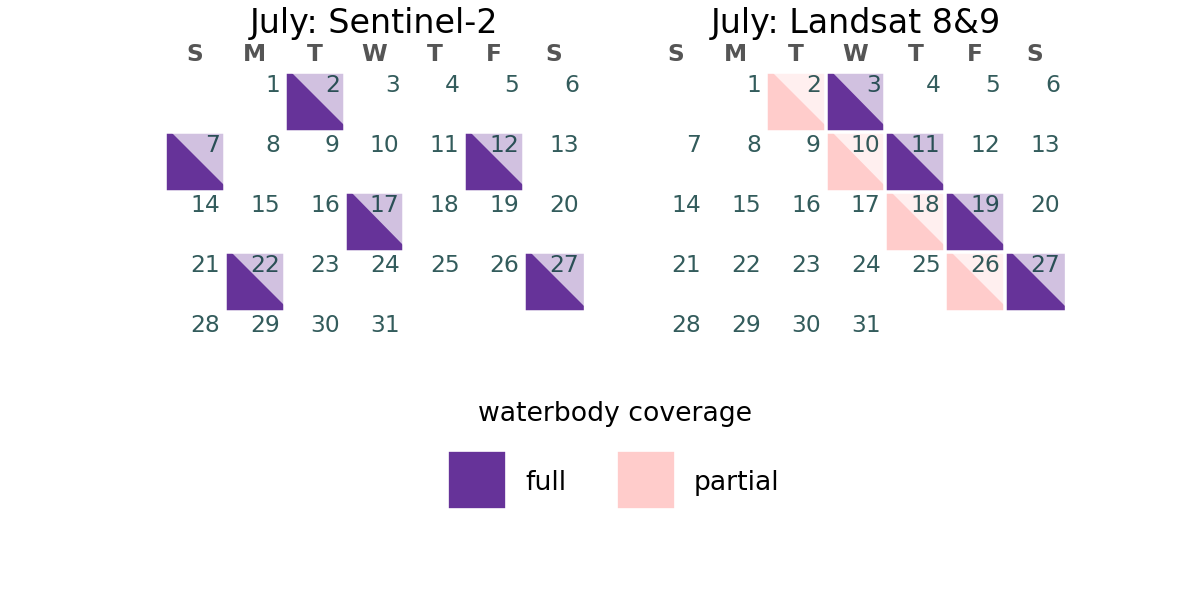 July: Sentinel-2
S M T W T F S
1 2 3 4 5 6
7 8 9 10 11 12 13
14 15 16 17 18 19 20
21 22 23 24 25 26 27
28 29 30 31
July: Landsat 8&9
S M T W T F S
1 2 3 4 5 6
7 8 9 10 11 12 13
14 15 16 17 18 19 20
21 22 23 24 25 26 27
28 29 30 31
waterbody coverage
full
partial